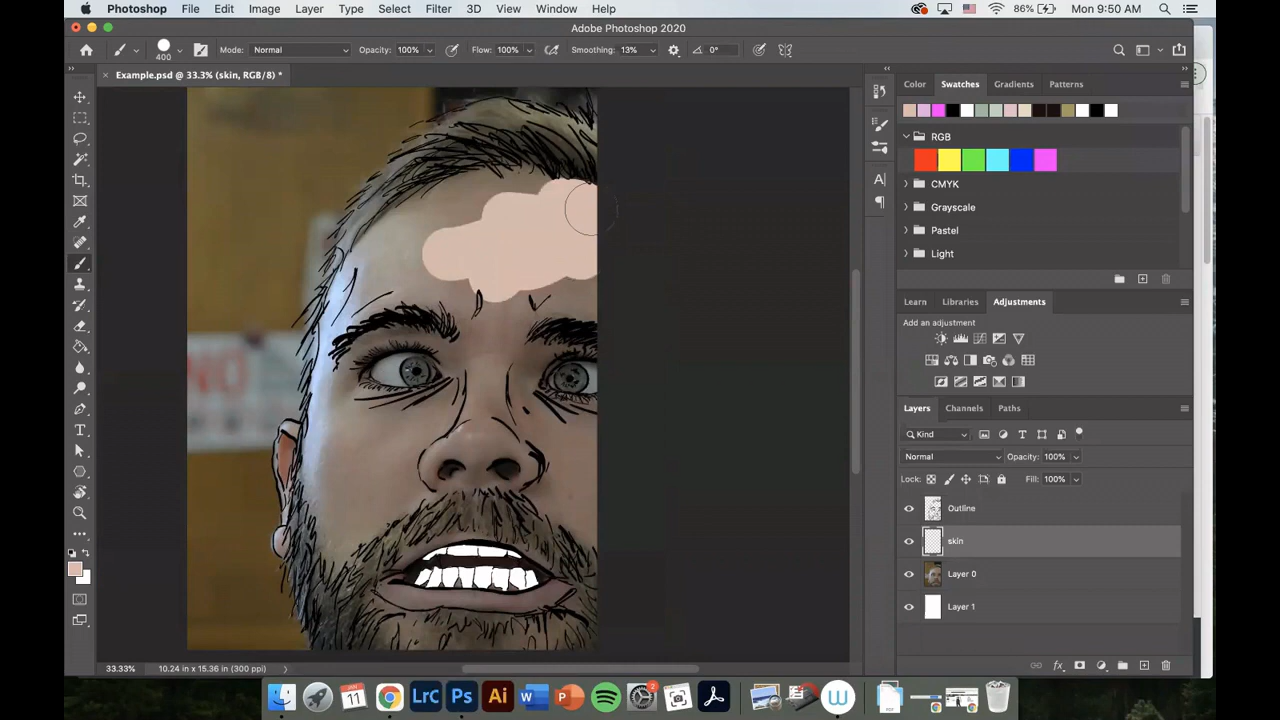 Photoshop File Edit Image Layer Type Select Filter 3D View Window Help 86% Mon 9:50 AM
Adobe Photoshop 2020
400 Mode: Normal Opacity: 100% Flow: 100% Smoothing: 13% 0°
Example.psd @ 33.3% (skin, RGB/8) *
Color Swatches Gradients Patterns
RGB
CMYK
Grayscale
Pastel
Light
Learn Libraries Adjustments
Add an adjustment
NO
Layers Channels Paths
Kind
Normal Opacity: 100%
Lock: Fill: 100%
Outline
skin
Layer 0
Layer 1
33.33% 10.24 in x 15.36 in (300 ppi)
JAN 11 LrC Ps Ai W P 2 W